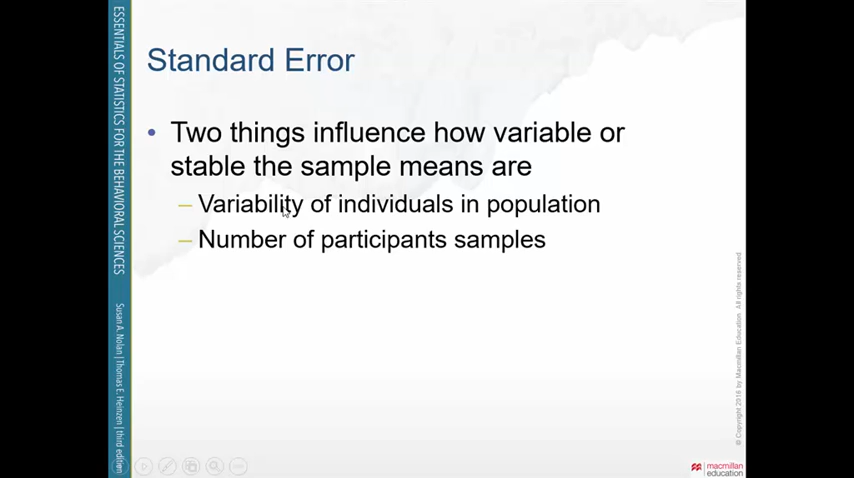 Standard Error
• Two things influence how variable or
stable the sample means are
– Variability of individuals in population
– Number of participants samples
ESSENTIALS OF STATISTICS FOR THE BEHAVIORAL SCIENCES
Susan A. Nolan | Thomas E. Heinzen | third edition
© Copyright 2016 by Macmillan Education All rights reserved
macmillan
education